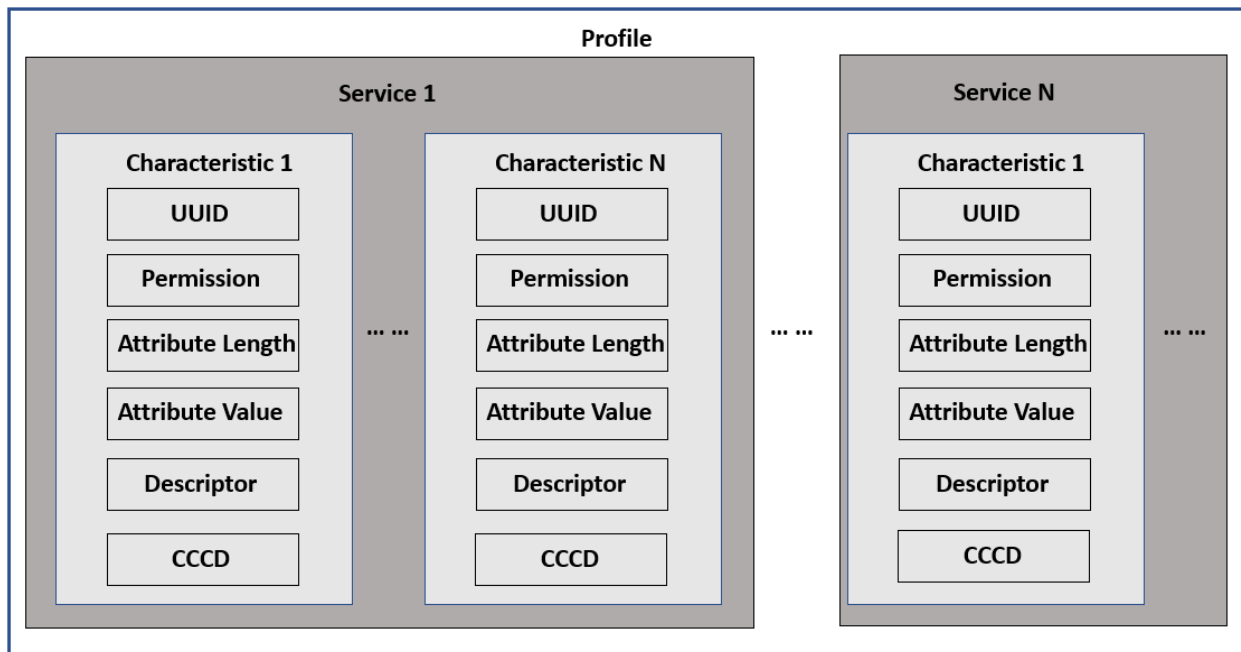 Profile
Service 1
Characteristic 1
UUID
Permission
Attribute Length
Attribute Value
Descriptor
CCCD
... ...
Characteristic N
UUID
Permission
Attribute Length
Attribute Value
Descriptor
CCCD
... ...
Service N
Characteristic 1
UUID
Permission
Attribute Length
Attribute Value
Descriptor
CCCD
... ...